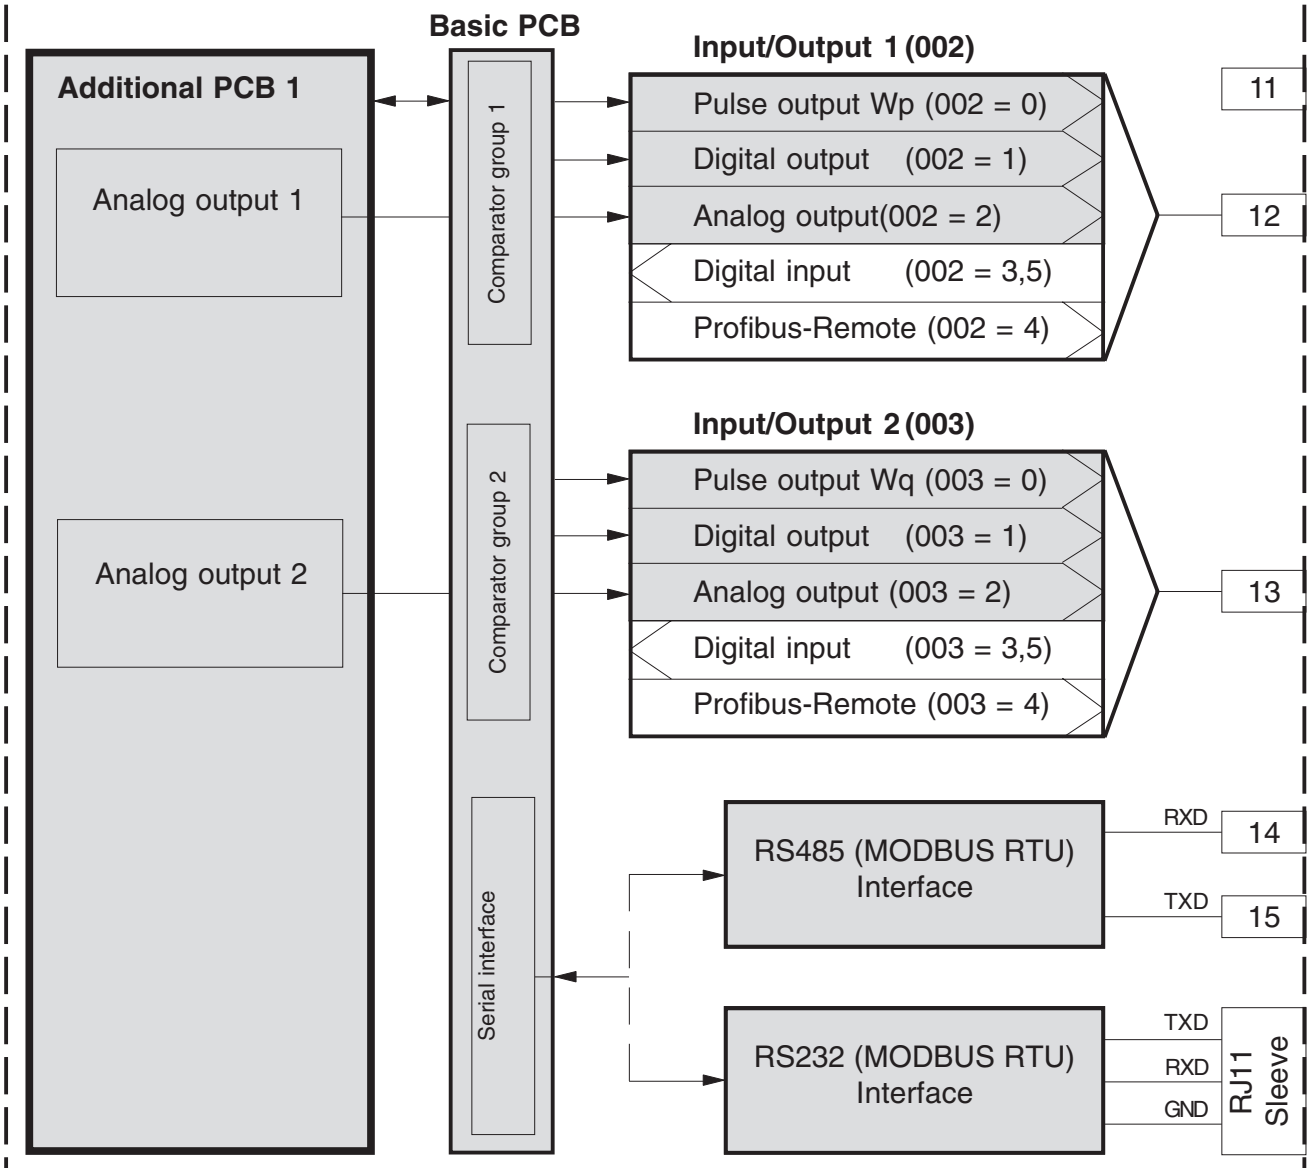 Basic PCB
Additional PCB 1
Analog output 1
Analog output 2
Comparator group 1
Comparator group 2
Serial interface
Input/Output 1 (002)
Pulse output Wp (002 = 0)
Digital output (002 = 1)
Analog output(002 = 2)
Digital input (002 = 3,5)
Profibus-Remote (002 = 4)
11
12
Input/Output 2 (003)
Pulse output Wq (003 = 0)
Digital output (003 = 1)
Analog output (003 = 2)
Digital input (003 = 3,5)
Profibus-Remote (003 = 4)
13
RS485 (MODBUS RTU)
Interface
RXD
14
TXD
15
RS232 (MODBUS RTU)
Interface
TXD
RXD
GND
RJ11
Sleeve